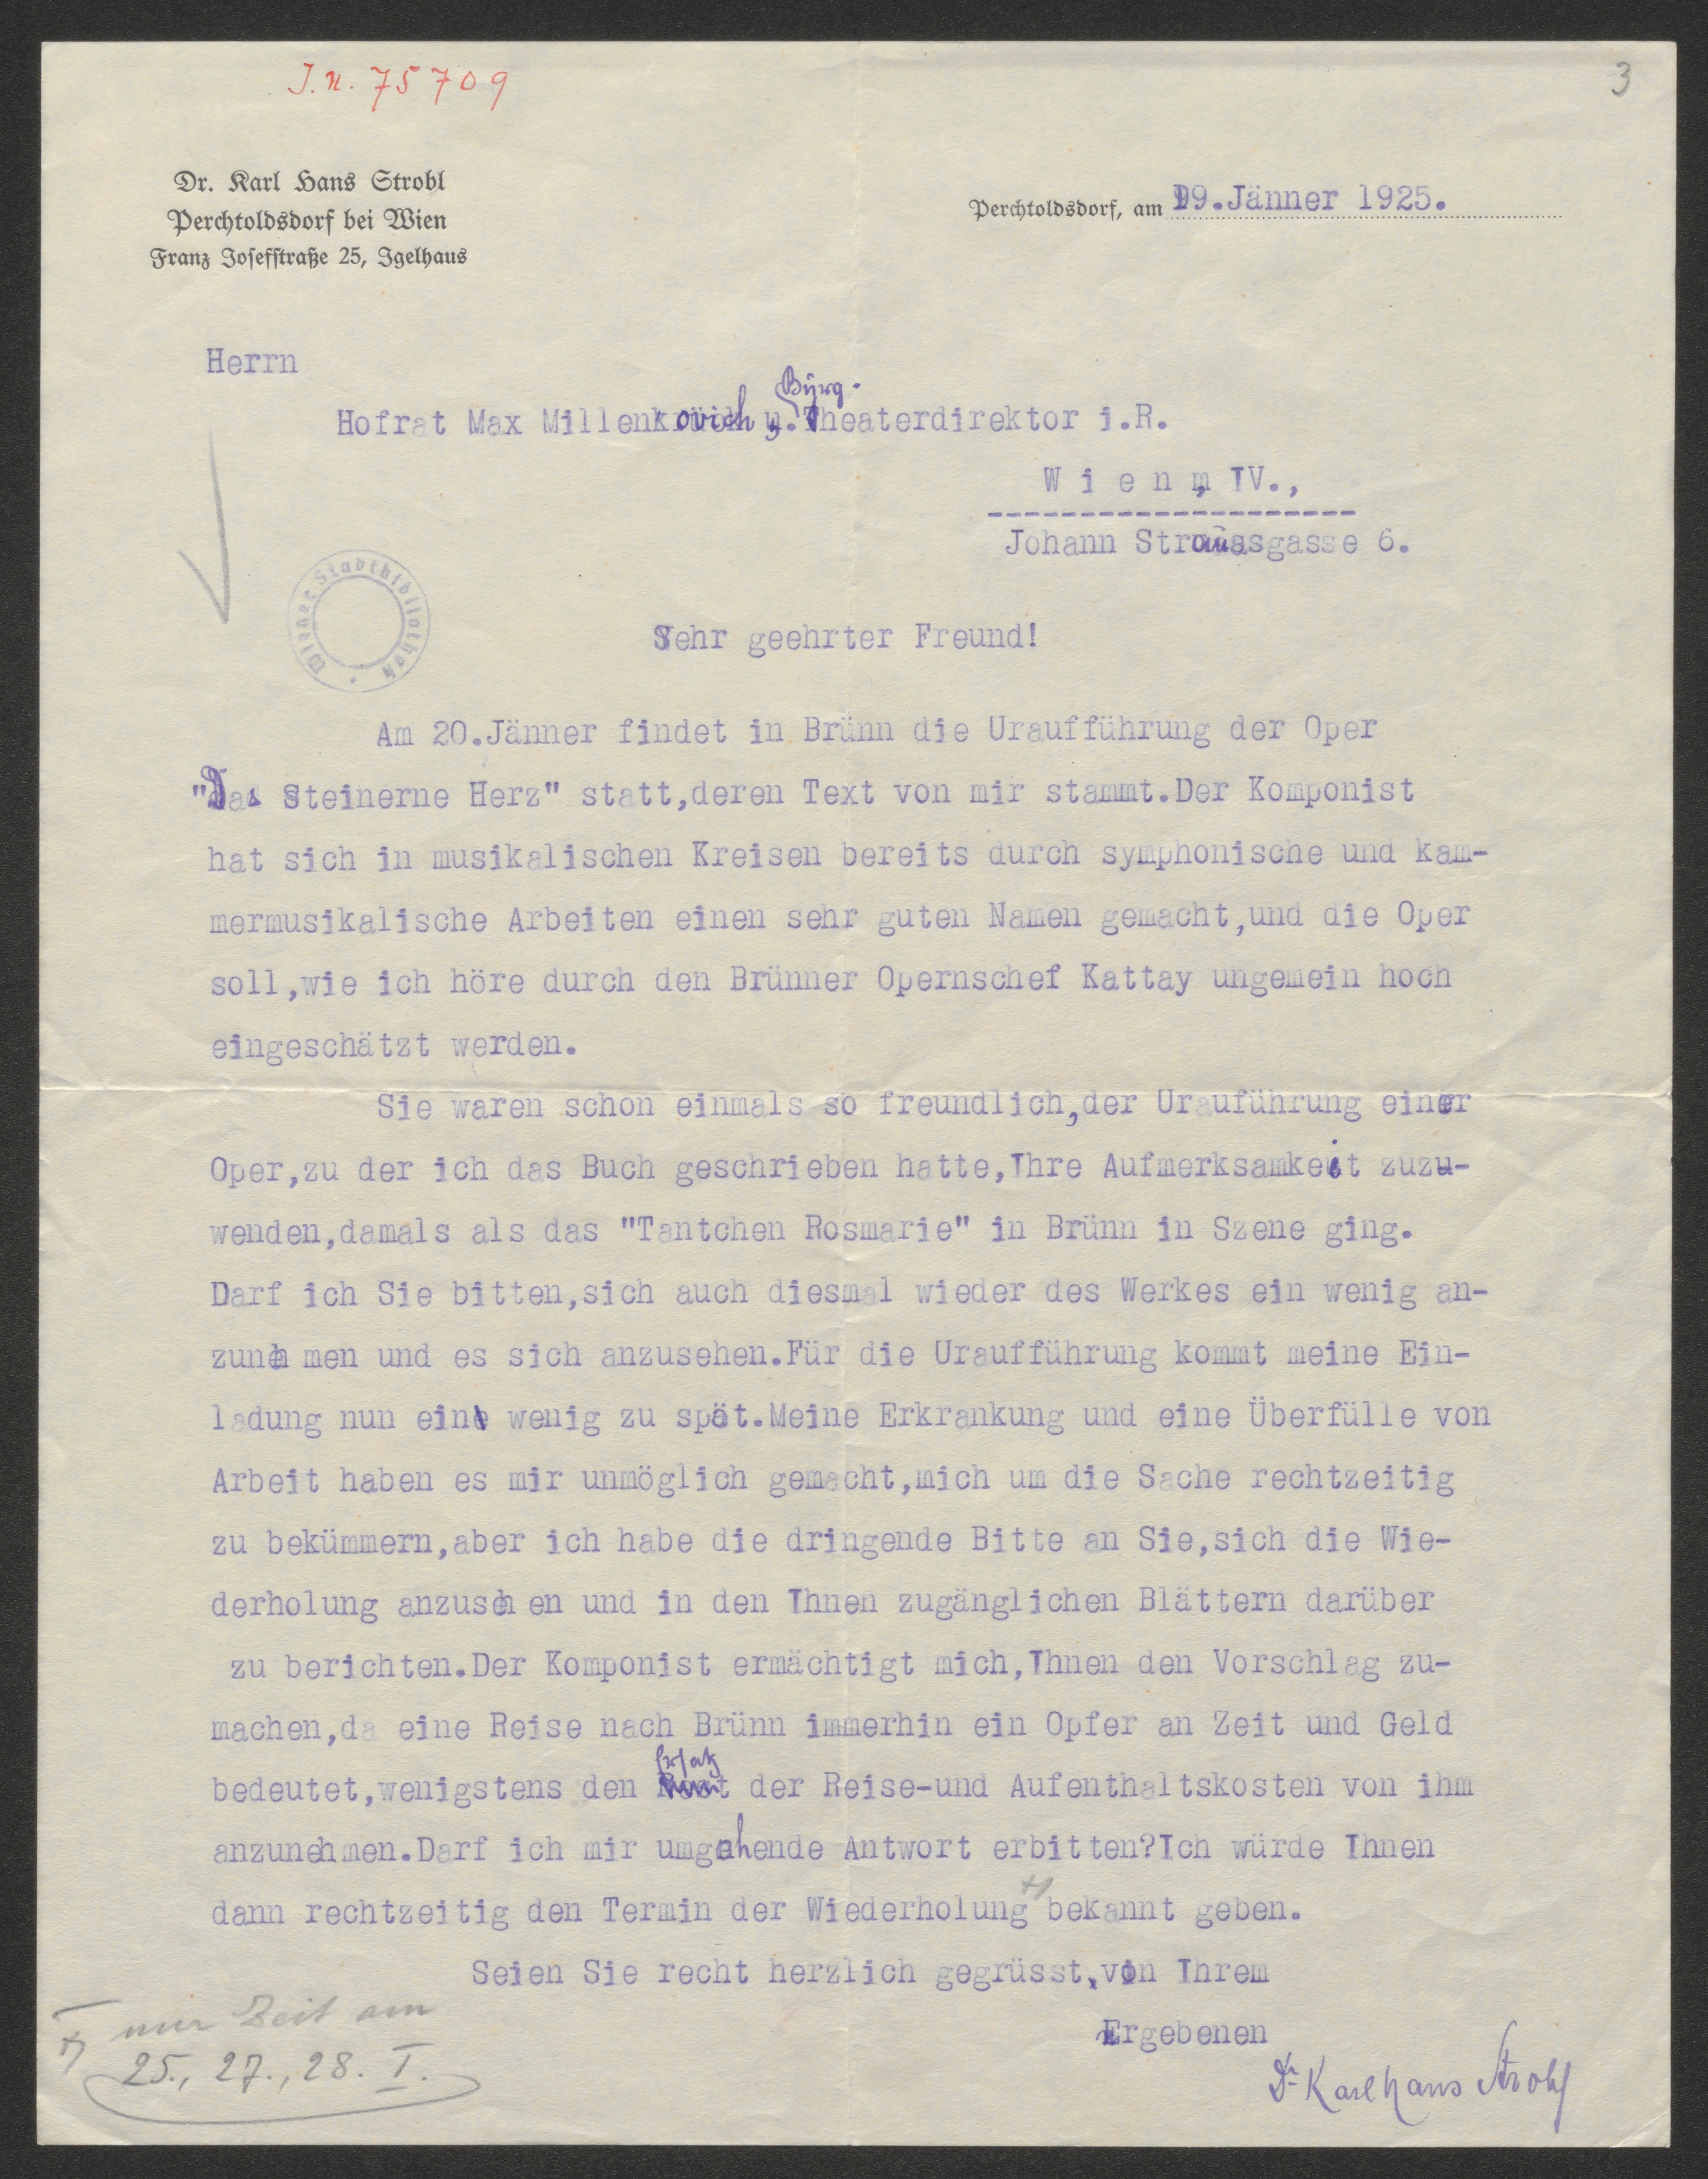 J.N. 75709
3
Dr. Karl Hans Strobl
Perchtoldsdorf bei Wien
Franz Josefstraße 25, Igelhaus
Perchtoldsdorf, am 19.Jänner 1925.
Herrn
Burg-
Hofrat Max Millenkovich, Theaterdirektor i.R.
W i e n, IV.,
Johann Straussgasse 6.
Wiener Stadtbibliothek
Sehr geehrter Freund!
Am 20.Jänner findet in Brünn die Uraufführung der Oper
"Das Steinerne Herz" statt,deren Text von mir stammt.Der Komponist
hat sich in musikalischen Kreisen bereits durch symphonische und kam-
mermusikalische Arbeiten einen sehr guten Namen gemacht,und die Oper
soll,wie ich höre durch den Brünner Opernschef Kattay ungemein hoch
eingeschätzt werden.
Sie waren schon einmals so freundlich,der Urauführung einer
Oper,zu der ich das Buch geschrieben hatte,Ihre Aufmerksamkeit zuzu-
wenden,damals als das "Tantchen Rosmarie" in Brünn in Szene ging.
Darf ich Sie bitten,sich auch diesmal wieder des Werkes ein wenig an-
zunehmen und es sich anzusehen.Für die Uraufführung kommt meine Ein-
ladung nun ein wenig zu spät.Meine Erkrankung und eine Überfülle von
Arbeit haben es mir unmöglich gemacht,mich um die Sache rechtzeitig
zu bekümmern,aber ich habe die dringende Bitte an Sie,sich die Wie-
derholung anzusehen und in den Ihnen zugänglichen Blättern darüber
zu berichten.Der Komponist ermächtigt mich,Ihnen den Vorschlag zu-
machen,da eine Reise nach Brünn immerhin ein Opfer an Zeit und Geld
bedeutet,wenigstens den Ersatz der Reise-und Aufenthaltskosten von ihm
anzunehmen.Darf ich mir umgehende Antwort erbitten?Ich würde Ihnen
dann rechtzeitig den Termin der Wiederholung +) bekannt geben.
Seien Sie recht herzlich gegrüsst, von Ihrem
Ergebenen
Dr Karl Hans Strobl
+) nur Zeit am
25., 27., 28. I.